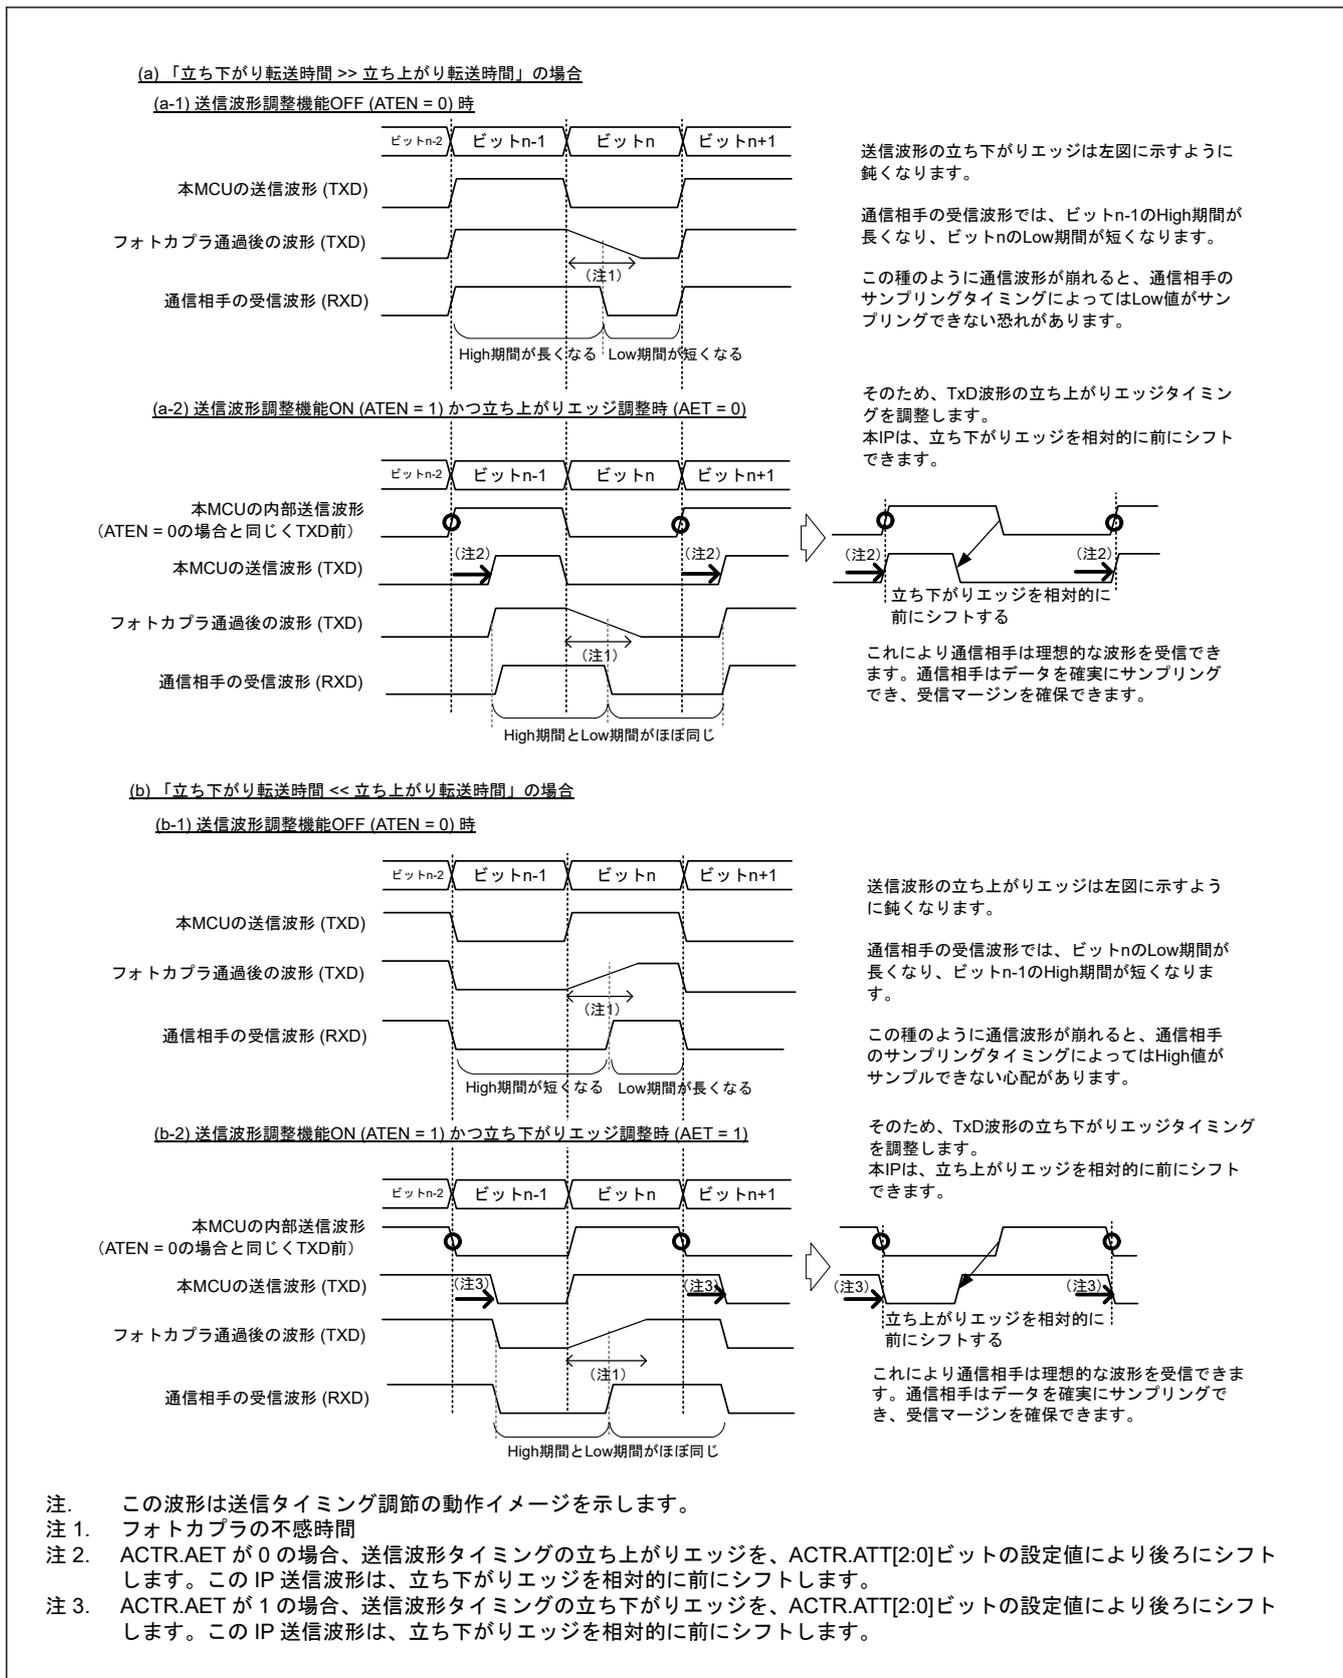 (a) 「立ち下がり転送時間 >> 立ち上がり転送時間」の場合
(a-1) 送信波形調整機能OFF (ATEN = 0) 時
ビットn-2 ビットn-1 ビットn ビットn+1
本MCUの送信波形 (TXD)
フォトカプラ通過後の波形 (TXD)
（注1）
通信相手の受信波形 (RXD)
High期間が長くなる Low期間が短くなる
送信波形の立ち下がりエッジは左図に示すように
鈍くなります。
通信相手の受信波形では、ビットn-1のHigh期間が
長くなり、ビットnのLow期間が短くなります。
この種のように通信波形が崩れると、通信相手の
サンプリングタイミングによってはLow値がサン
プリングできない恐れがあります。
(a-2) 送信波形調整機能ON (ATEN = 1) かつ立ち上がりエッジ調整時 (AET = 0)
そのため、TxD波形の立ち上がりエッジタイミン
グを調整します。
本IPは、立ち下がりエッジを相対的に前にシフト
できます。
ビットn-2 ビットn-1 ビットn ビットn+1
本MCUの内部送信波形
（ATEN = 0の場合と同じくTXD前）
（注2） （注2）
本MCUの送信波形 (TXD)
フォトカプラ通過後の波形 (TXD)
（注1）
通信相手の受信波形 (RXD)
High期間とLow期間がほぼ同じ
（注2） （注2）
立ち下がりエッジを相対的に
前にシフトする
これにより通信相手は理想的な波形を受信でき
ます。通信相手はデータを確実にサンプリング
でき、受信マージンを確保できます。
(b) 「立ち下がり転送時間 << 立ち上がり転送時間」の場合
(b-1) 送信波形調整機能OFF (ATEN = 0) 時
ビットn-2 ビットn-1 ビットn ビットn+1
本MCUの送信波形 (TXD)
フォトカプラ通過後の波形 (TXD)
（注1）
通信相手の受信波形 (RXD)
High期間が短くなる Low期間が長くなる
送信波形の立ち上がりエッジは左図に示すよう
に鈍くなります。
通信相手の受信波形では、ビットnのLow期間が
長くなり、ビットn-1のHigh期間が短くなりま
す。
この種のように通信波形が崩れると、通信相手
のサンプリングタイミングによってはHigh値が
サンプルできない心配があります。
(b-2) 送信波形調整機能ON (ATEN = 1) かつ立ち下がりエッジ調整時 (AET = 1)
そのため、TxD波形の立ち下がりエッジタイミング
を調整します。
本IPは、立ち上がりエッジを相対的に前にシフト
できます。
ビットn-2 ビットn-1 ビットn ビットn+1
本MCUの内部送信波形
（ATEN = 0の場合と同じくTXD前）
（注3） （注3）
本MCUの送信波形 (TXD)
フォトカプラ通過後の波形 (TXD)
（注1）
通信相手の受信波形 (RXD)
High期間とLow期間がほぼ同じ
（注3） （注3）
立ち上がりエッジを相対的に
前にシフトする
これにより通信相手は理想的な波形を受信できま
す。通信相手はデータを確実にサンプリングで
き、受信マージンを確保できます。
注. この波形は送信タイミング調節の動作イメージを示します。
注 1. フォトカプラの不感時間
注 2. ACTR.AET が 0 の場合、送信波形タイミングの立ち上がりエッジを、ACTR.ATT[2:0]ビットの設定値により後ろにシフト
します。この IP 送信波形は、立ち下がりエッジを相対的に前にシフトします。
注 3. ACTR.AET が 1 の場合、送信波形タイミングの立ち下がりエッジを、ACTR.ATT[2:0]ビットの設定値により後ろにシフト
します。この IP 送信波形は、立ち下がりエッジを相対的に前にシフトします。